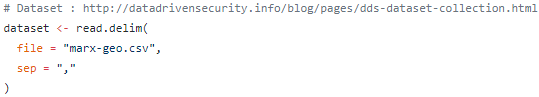 # Dataset : http://datadrivensecurity.info/blog/pages/dds-dataset-collection.html
dataset <- read.delim(
  file = "marx-geo.csv",
  sep = ","
)